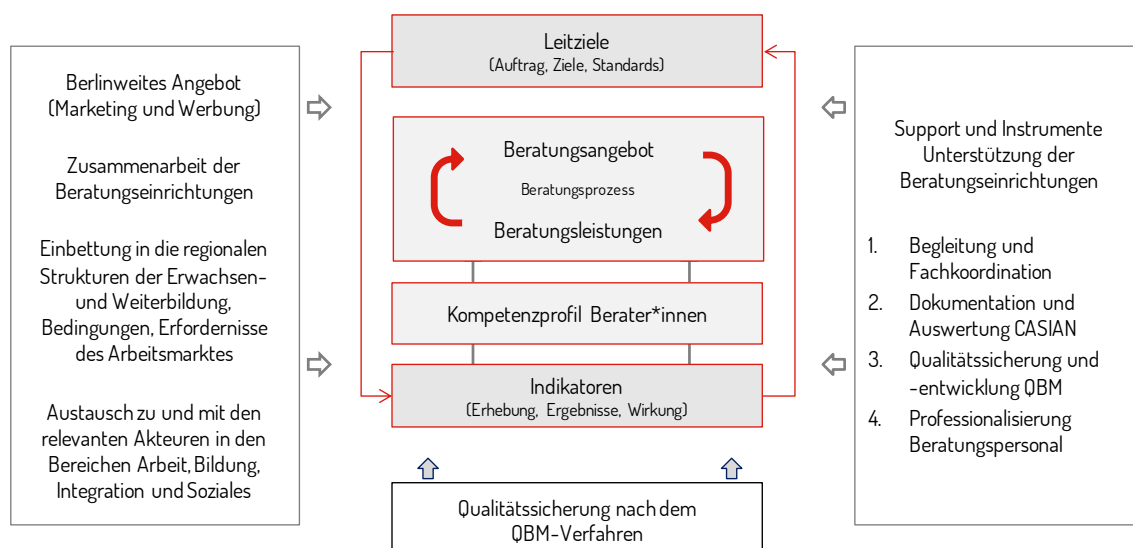 Berlinweites Angebot
(Marketing und Werbung)
Zusammenarbeit der
Beratungseinrichtungen
Einbettung in die regionalen
Strukturen der Erwachsen-
und Weiterbildung,
Bedingungen, Erfordernisse
des Arbeitsmarktes
Austausch zu und mit den
relevanten Akteuren in den
Bereichen Arbeit, Bildung,
Integration und Soziales
Leitziele
(Auftrag, Ziele, Standards)
Beratungsangebot
Beratungsprozess
Beratungsleistungen
Kompetenzprofil Berater*innen
Indikatoren
(Erhebung, Ergebnisse, Wirkung)
Qualitätssicherung nach dem
QBM-Verfahren
Support und Instrumente
Unterstützung der
Beratungseinrichtungen
1. Begleitung und
Fachkoordination
2. Dokumentation und
Auswertung CASIAN
3. Qualitätssicherung und
-entwicklung QBM
4. Professionalisierung
Beratungspersonal